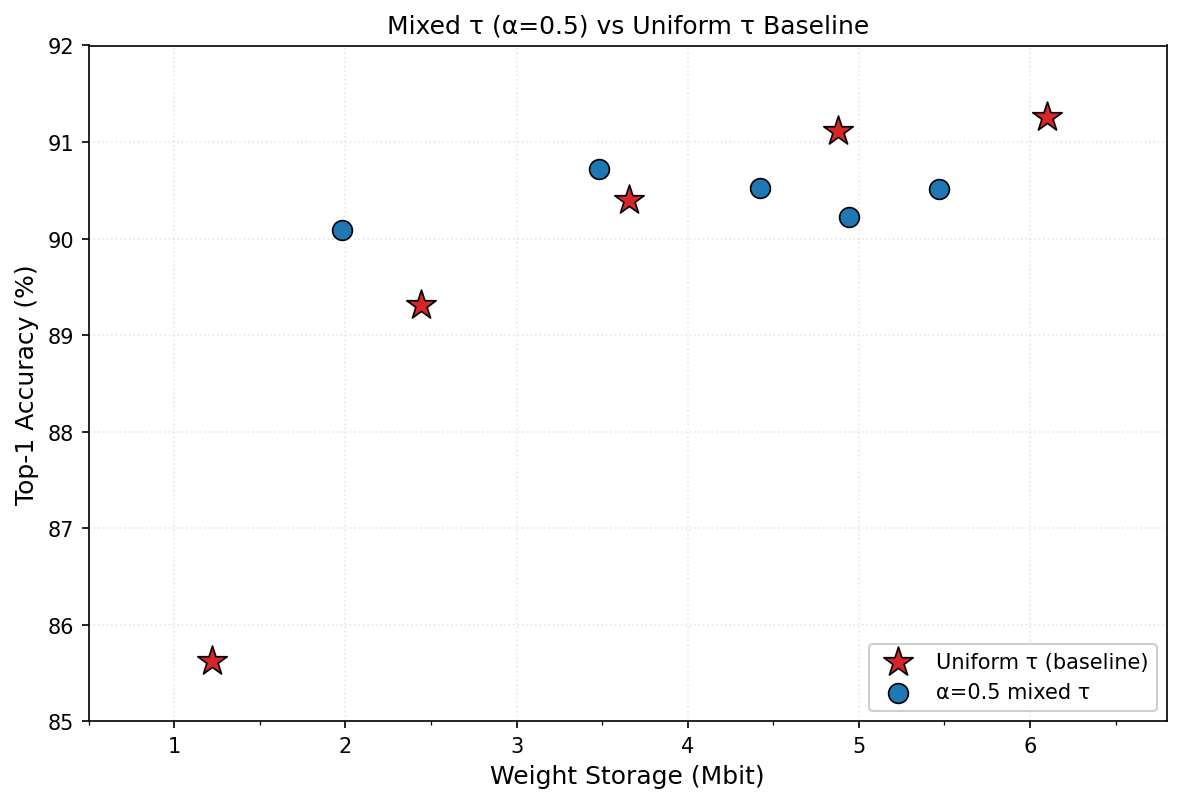 Mixed τ (α=0.5) vs Uniform τ Baseline
92
91
90
89
88
87
86
85
Top-1 Accuracy (%)
1 2 3 4 5 6
Weight Storage (Mbit)
Uniform τ (baseline)
α=0.5 mixed τ